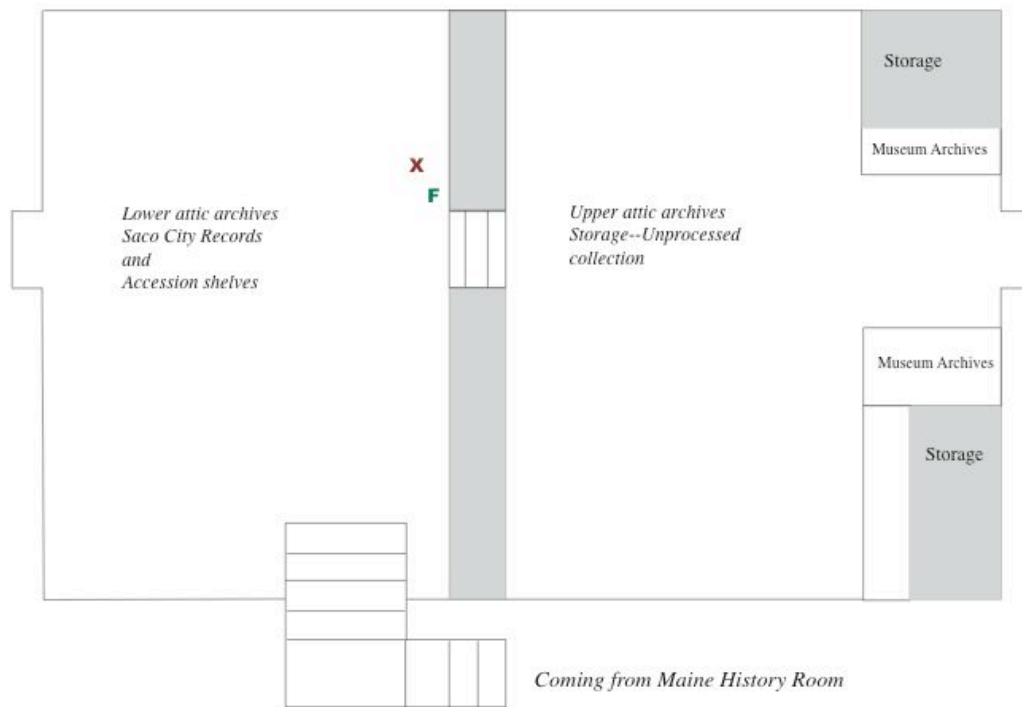 Storage
Museum Archives
X
F
Lower attic archives
Saco City Records
and
Accession shelves
Upper attic archives
Storage--Unprocessed
collection
Museum Archives
Storage
Coming from Maine History Room